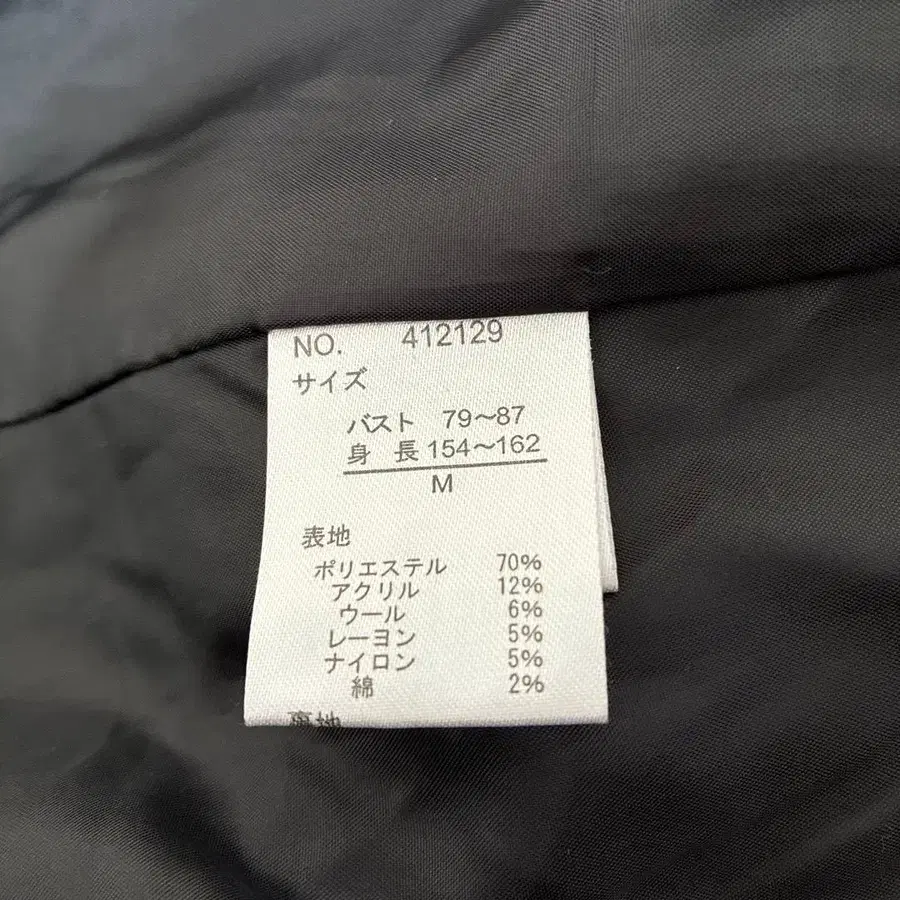 NO. 412129
サイズ
バスト 79〜87
身 長 154〜162
M
表地
ポリエステル 70%
アクリル 12%
ウール 6%
レーヨン 5%
ナイロン 5%
綿 2%
裏地